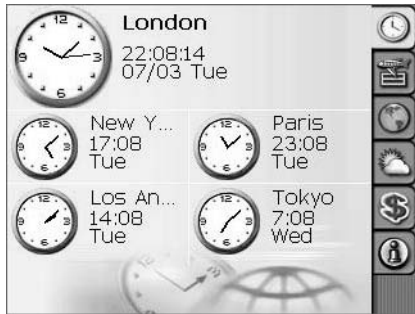 London
22:08:14
07/03 Tue
New Y...
17:08
Tue
Paris
23:08
Tue
Los An...
14:08
Tue
Tokyo
7:08
Wed